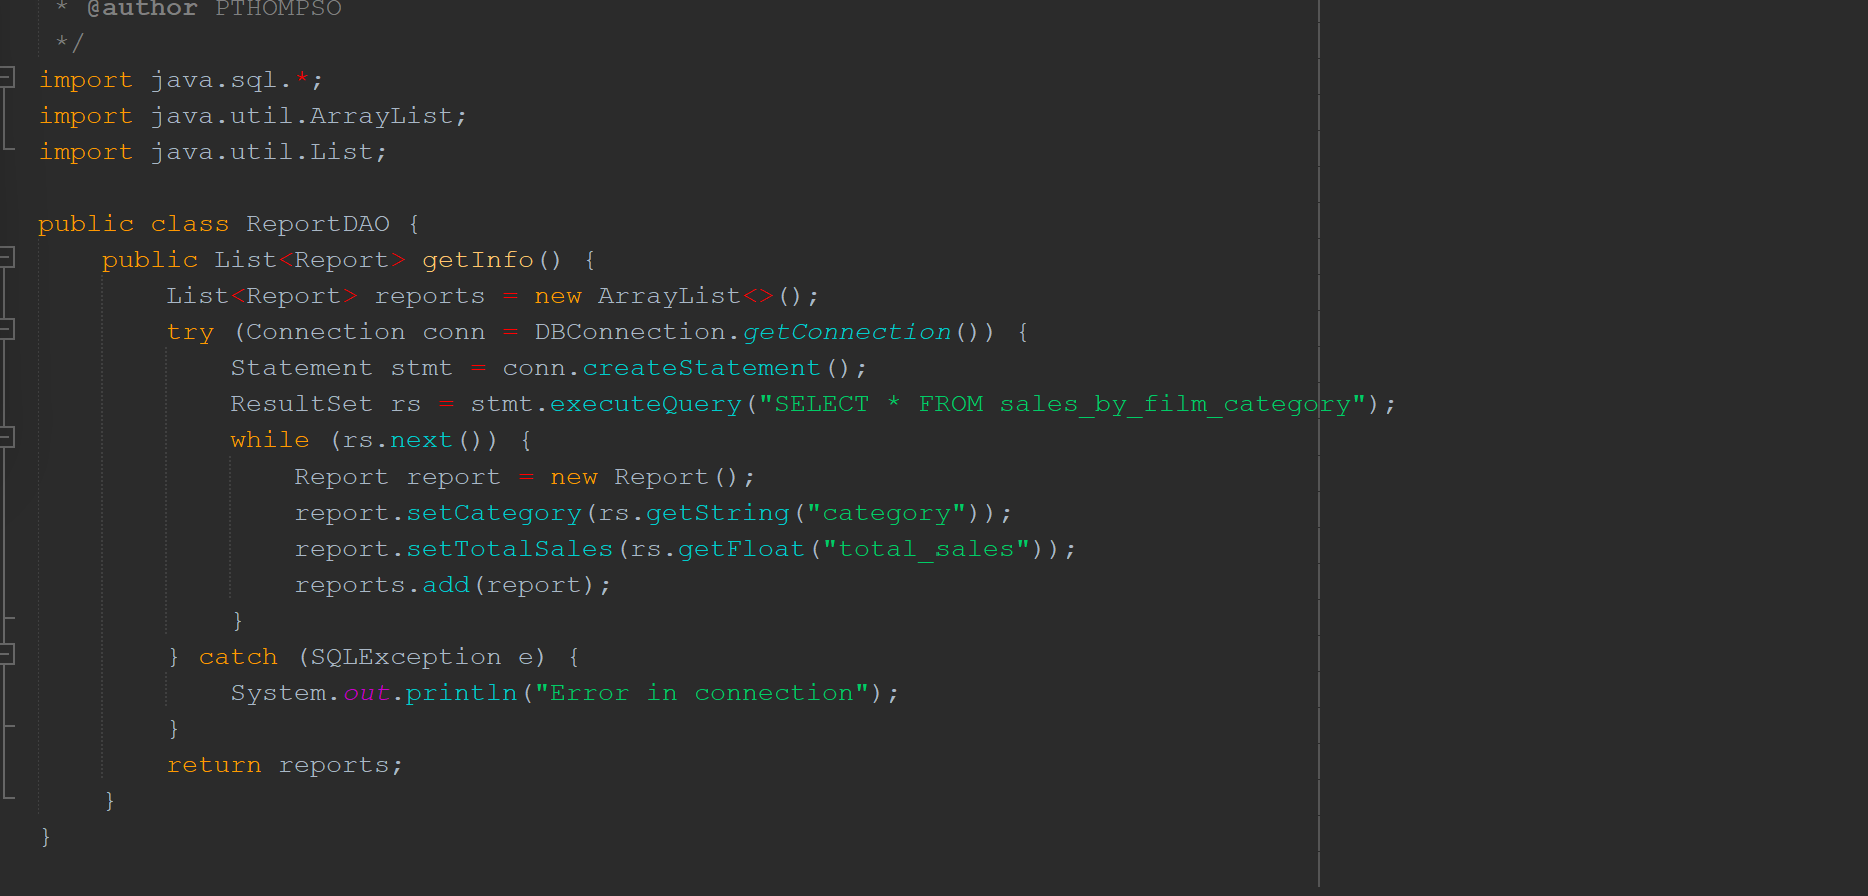 * @author PTHOMPSO
*/
import java.sql.*;
import java.util.ArrayList;
import java.util.List;
public class ReportDAO {
public List<Report> getInfo() {
List<Report> reports = new ArrayList<>();
try (Connection conn = DBConnection.getConnection()) {
Statement stmt = conn.createStatement();
ResultSet rs = stmt.executeQuery("SELECT * FROM sales_by_film_category");
while (rs.next()) {
Report report = new Report();
report.setCategory(rs.getString("category"));
report.setTotalSales(rs.getFloat("total_sales"));
reports.add(report);
}
} catch (SQLException e) {
System.out.println("Error in connection");
}
return reports;
}
}